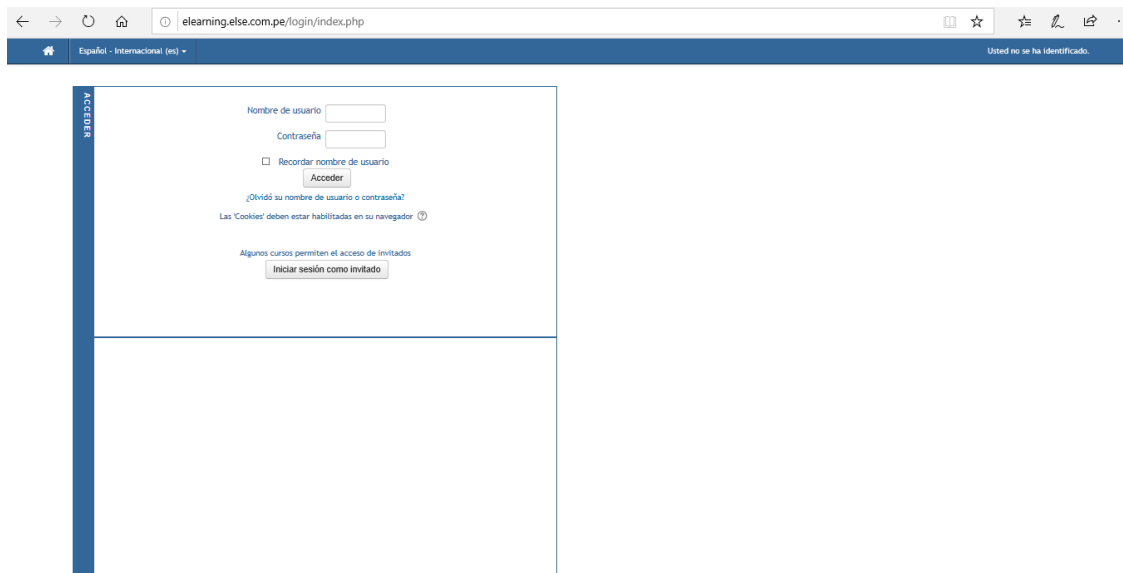 elearning.else.com.pe/login/index.php
Español - Internacional (es)
Usted no se ha identificado.
ACCEDER
Nombre de usuario
Contraseña
Recordar nombre de usuario
Acceder
¿Olvidó su nombre de usuario o contraseña?
Las 'Cookies' deben estar habilitadas en su navegador ?
Algunos cursos permiten el acceso de invitados
Iniciar sesión como invitado